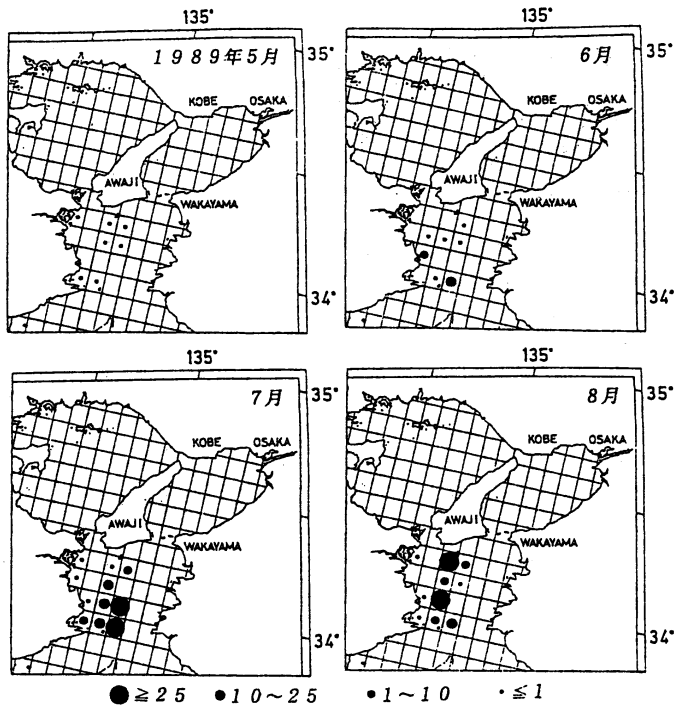 135°
1989年5月
35°
6月
35°
KOBE
OSAKA
KOBE
OSAKA
AWAJI
AWAJI
WAKAYAMA
WAKAYAMA
34°
34°
135°
135°
7月
35°
8月
35°
KOBE
OSAKA
KOBE
OSAKA
AWAJI
AWAJI
WAKAYAMA
WAKAYAMA
34°
34°
≧25
10~25
1~10
≦1